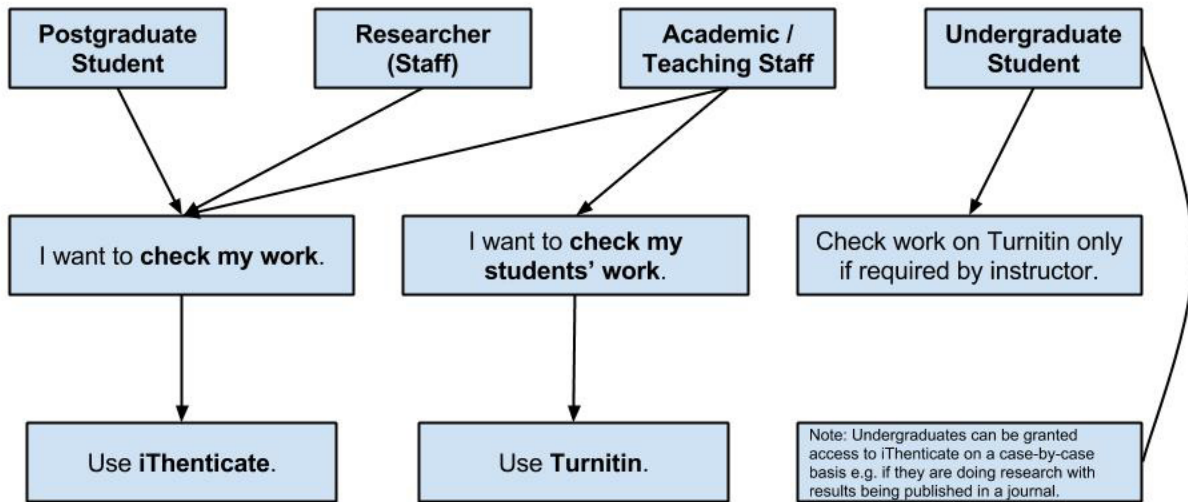 Postgraduate
Student
Researcher
(Staff)
Academic /
Teaching Staff
Undergraduate
Student
I want to check my work.
I want to check my
students’ work.
Check work on Turnitin only
if required by instructor.
Use iThenticate.
Use Turnitin.
Note: Undergraduates can be granted
access to iThenticate on a case-by-case
basis e.g. if they are doing research with
results being published in a journal.